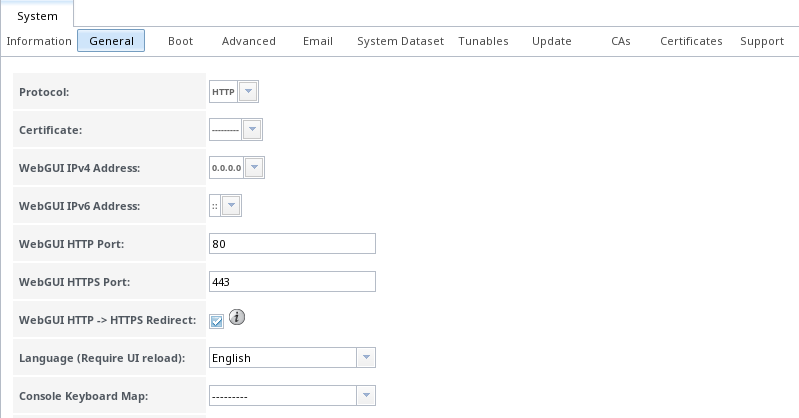 System
Information General Boot Advanced Email System Dataset Tunables Update CAs Certificates Support
Protocol: HTTP
Certificate: ---------
WebGUI IPv4 Address: 0.0.0.0
WebGUI IPv6 Address: ::
WebGUI HTTP Port: 80
WebGUI HTTPS Port: 443
WebGUI HTTP -> HTTPS Redirect: i
Language (Require UI reload): English
Console Keyboard Map: ---------